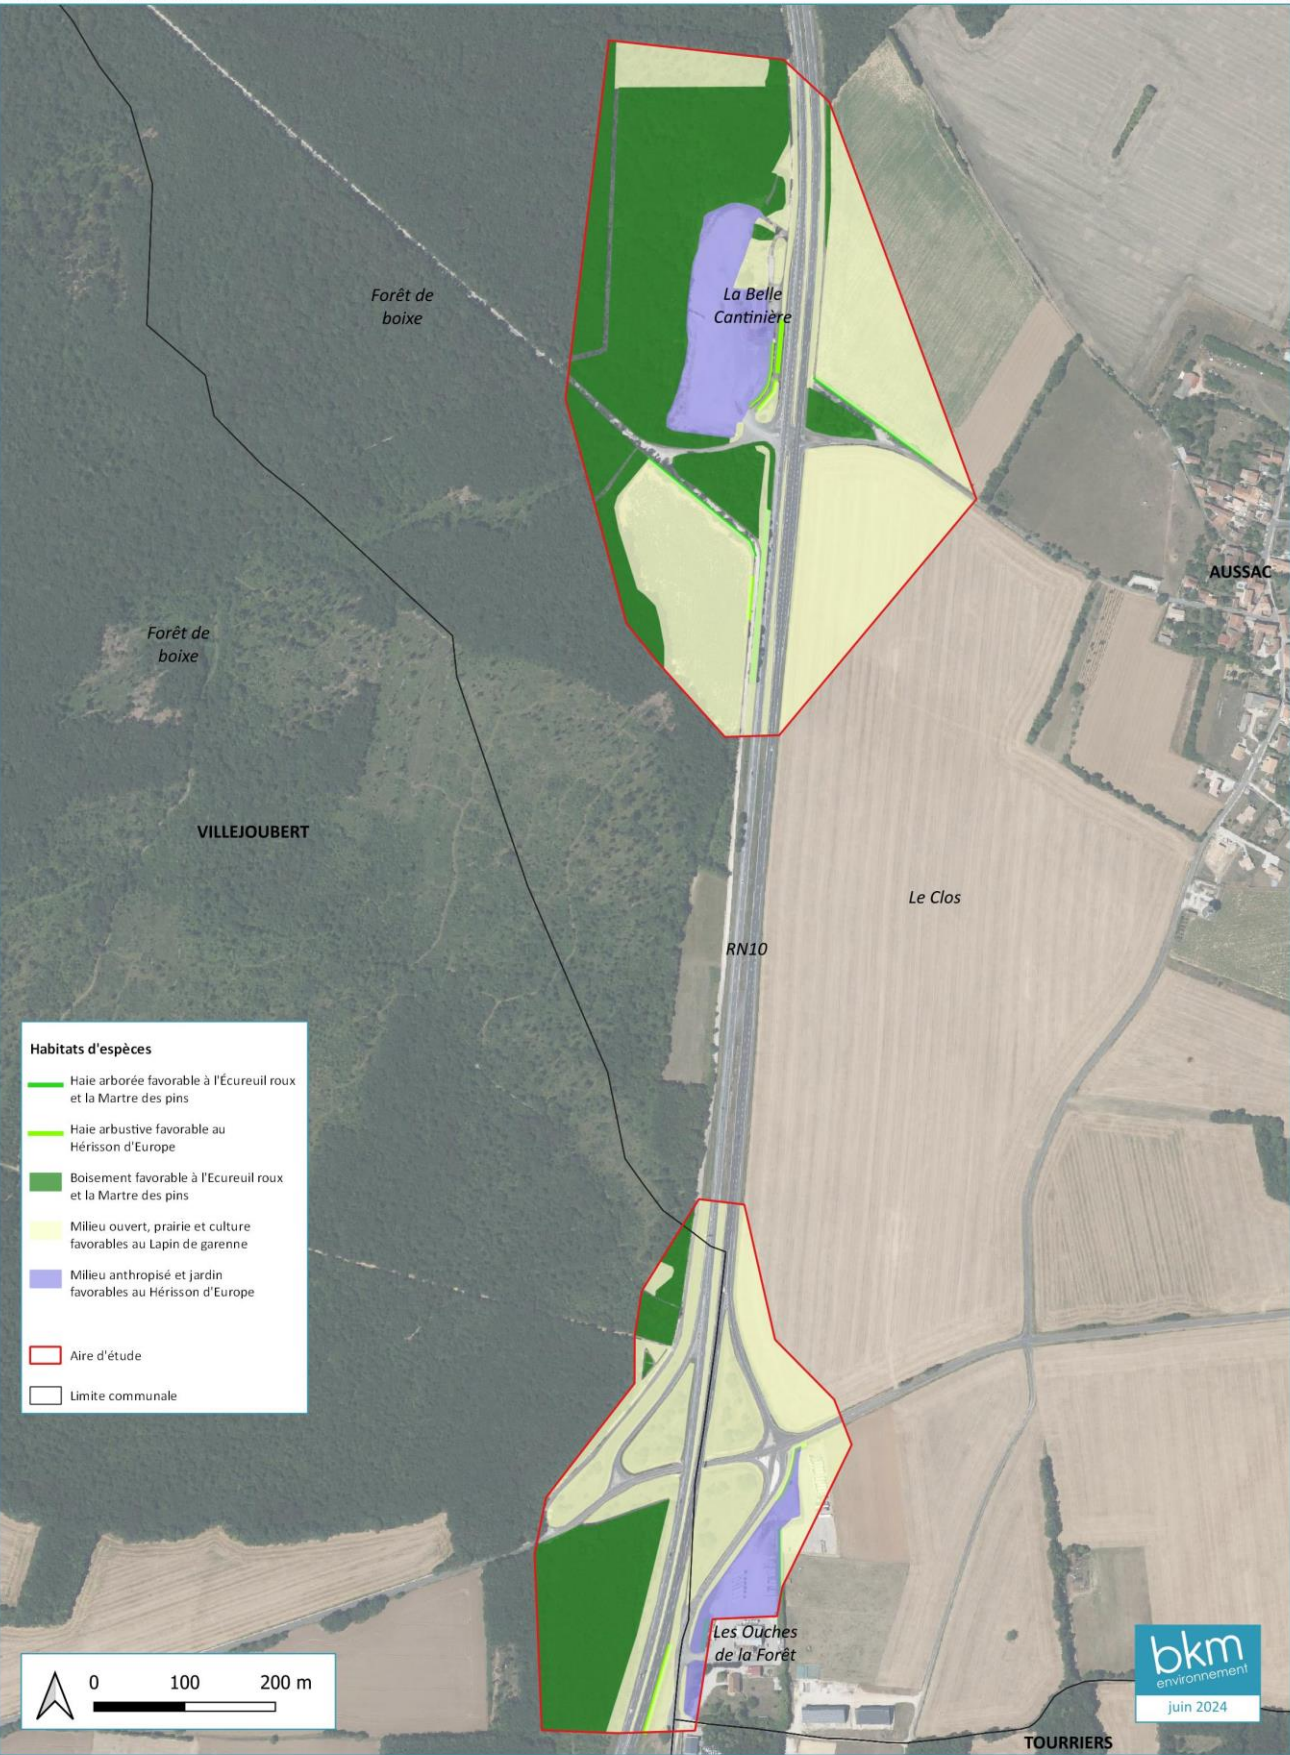 La Belle
Cantinière
Forêt de
boixe
AUSSAC
Forêt de
boixe
VILLEJOUBERT
Le Clos
RN10
Habitats d'espèces
Haie arborée favorable à l'Écureuil roux
et la Martre des pins
Haie arbustive favorable au
Hérisson d'Europe
Boisement favorable à l'Ecureuil roux
et la Martre des pins
Milieu ouvert, prairie et culture
favorables au Lapin de garenne
Milieu anthropisé et jardin
favorables au Hérisson d'Europe
Aire d'étude
Limite communale
Les Ouches
de la Forêt
0 100 200 m
bkm
environnement
juin 2024
TOURRIERS